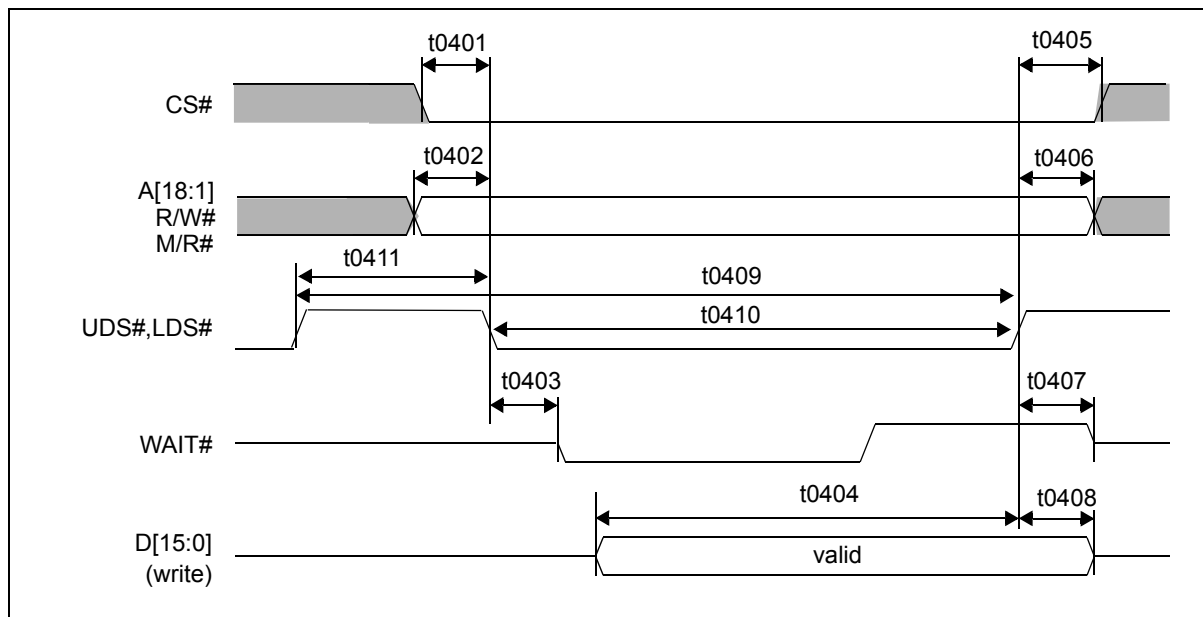 t0401
t0405
CS#
t0402
t0406
A[18:1]
R/W#
M/R#
t0411
t0409
UDS#,LDS#
t0410
t0403
t0407
WAIT#
t0404
t0408
D[15:0]
valid
(write)